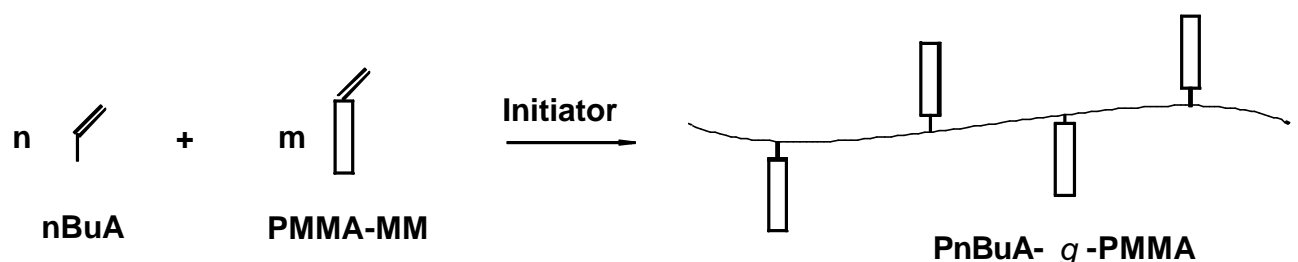 n + m Initiator
nBuA PMMA-MM
PnBuA- g -PMMA